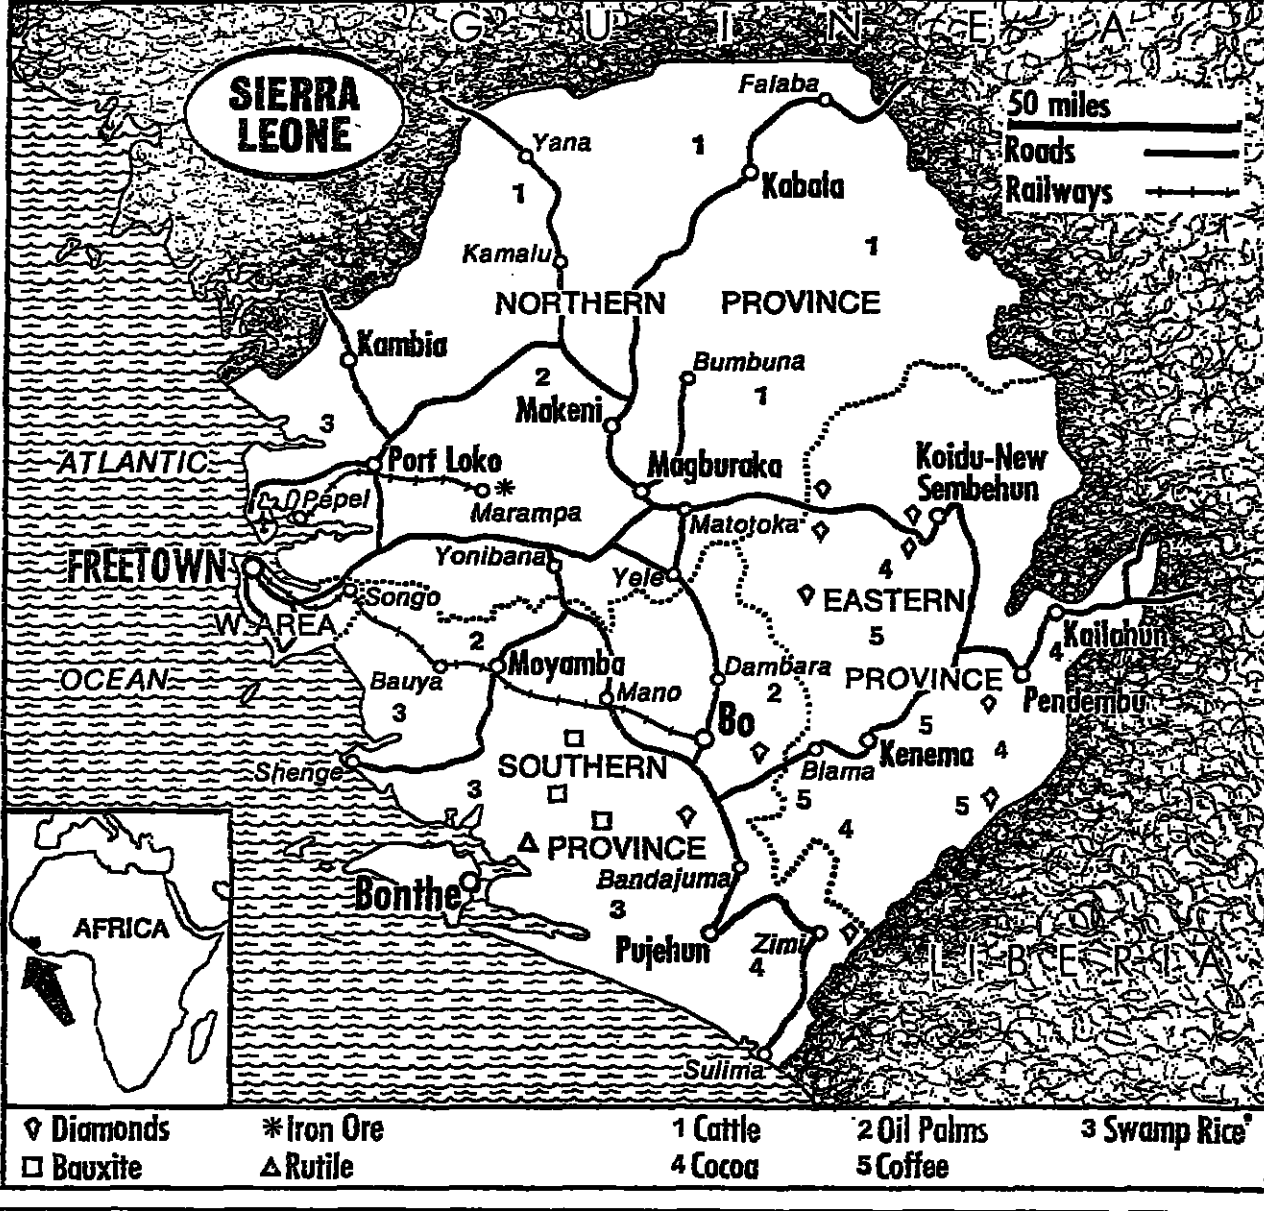 G U I N E A
SIERRA
LEONE
50 miles
Roads
Railways
Falaba
Yana
1
Kabala
1
Kamalu
1
NORTHERN PROVINCE
Kambia
Bumbuna
2
1
Makeni
3
ATLANTIC
Port Loko
Magburaka
Koidu-New
Sembehun
Pepel
Marampa
Matotoka
FREETOWN
Yonibana
Yele
4
Songo
EASTERN
W. AREA
2
5
Kailahun
4
OCEAN
Bauya
Moyamba
Mano
Dambara
2
PROVINCE
Pendembu
3
Bo
5
4
Shenge
SOUTHERN
Blama
Kenema
3
5
5
4
PROVINCE
Bonthe
Bandajuma
3
Pujehun
Zimi
4
LIBERIA
AFRICA
Sulima
Diamonds
Iron Ore
1 Cattle
2 Oil Palms
3 Swamp Rice
Bauxite
Rutile
4 Cocoa
5 Coffee